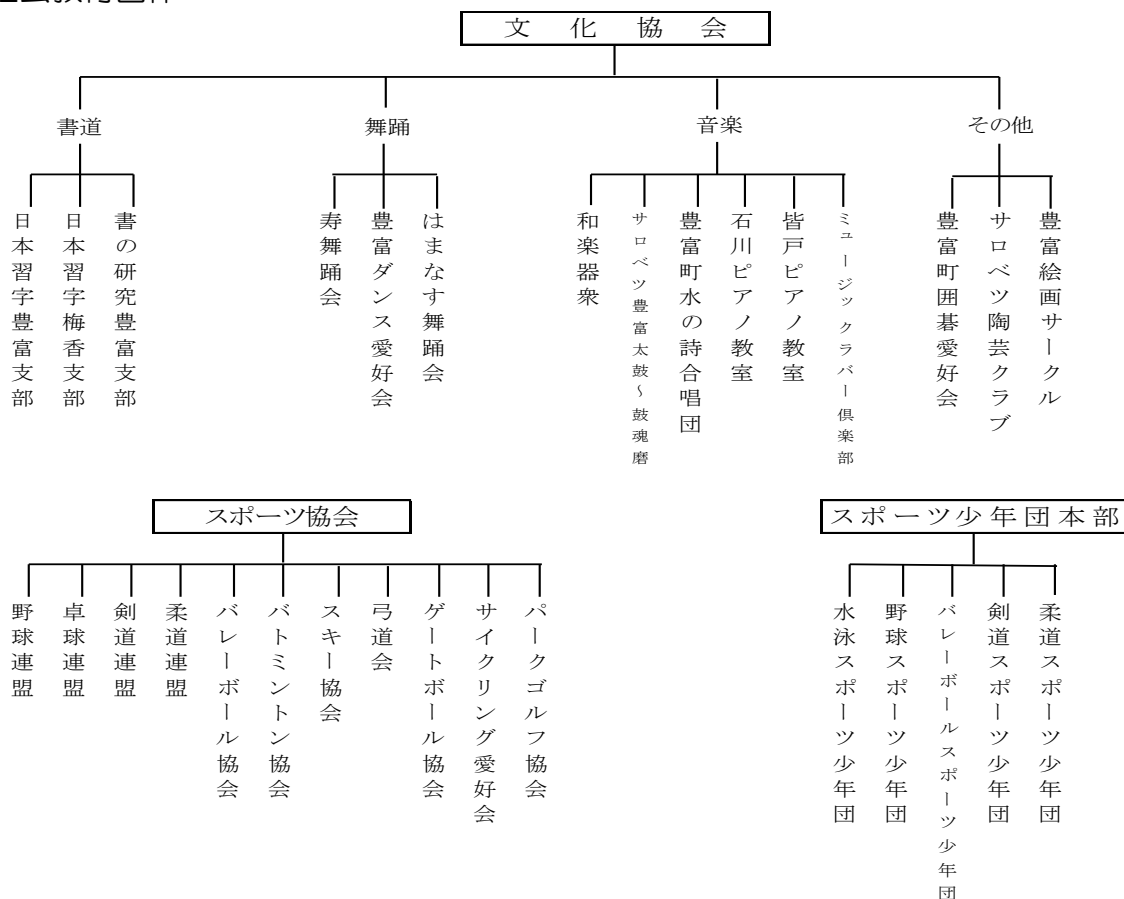 文化協会
書道
舞踊
音楽
その他
日本習字豊富支部
日本習字梅香支部
書の研究豊富支部
寿舞踊会
豊富ダンス愛好会
はまなす舞踊会
和楽器衆
サロベツ豊富太鼓～鼓魂磨
豊富町水の詩合唱団
石川ピアノ教室
皆戸ピアノ教室
ミュージックラバー倶楽部
豊富町囲碁愛好会
サロベツ陶芸クラブ
豊富絵画サークル
スポーツ協会
野球連盟
卓球連盟
剣道連盟
柔道連盟
バレーボール協会
バトミントン協会
スキー協会
弓道会
ゲートボール協会
サイクリング愛好会
パークゴルフ協会
スポーツ少年団本部
水泳スポーツ少年団
野球スポーツ少年団
バレーボールスポーツ少年団
剣道スポーツ少年団
柔道スポーツ少年団